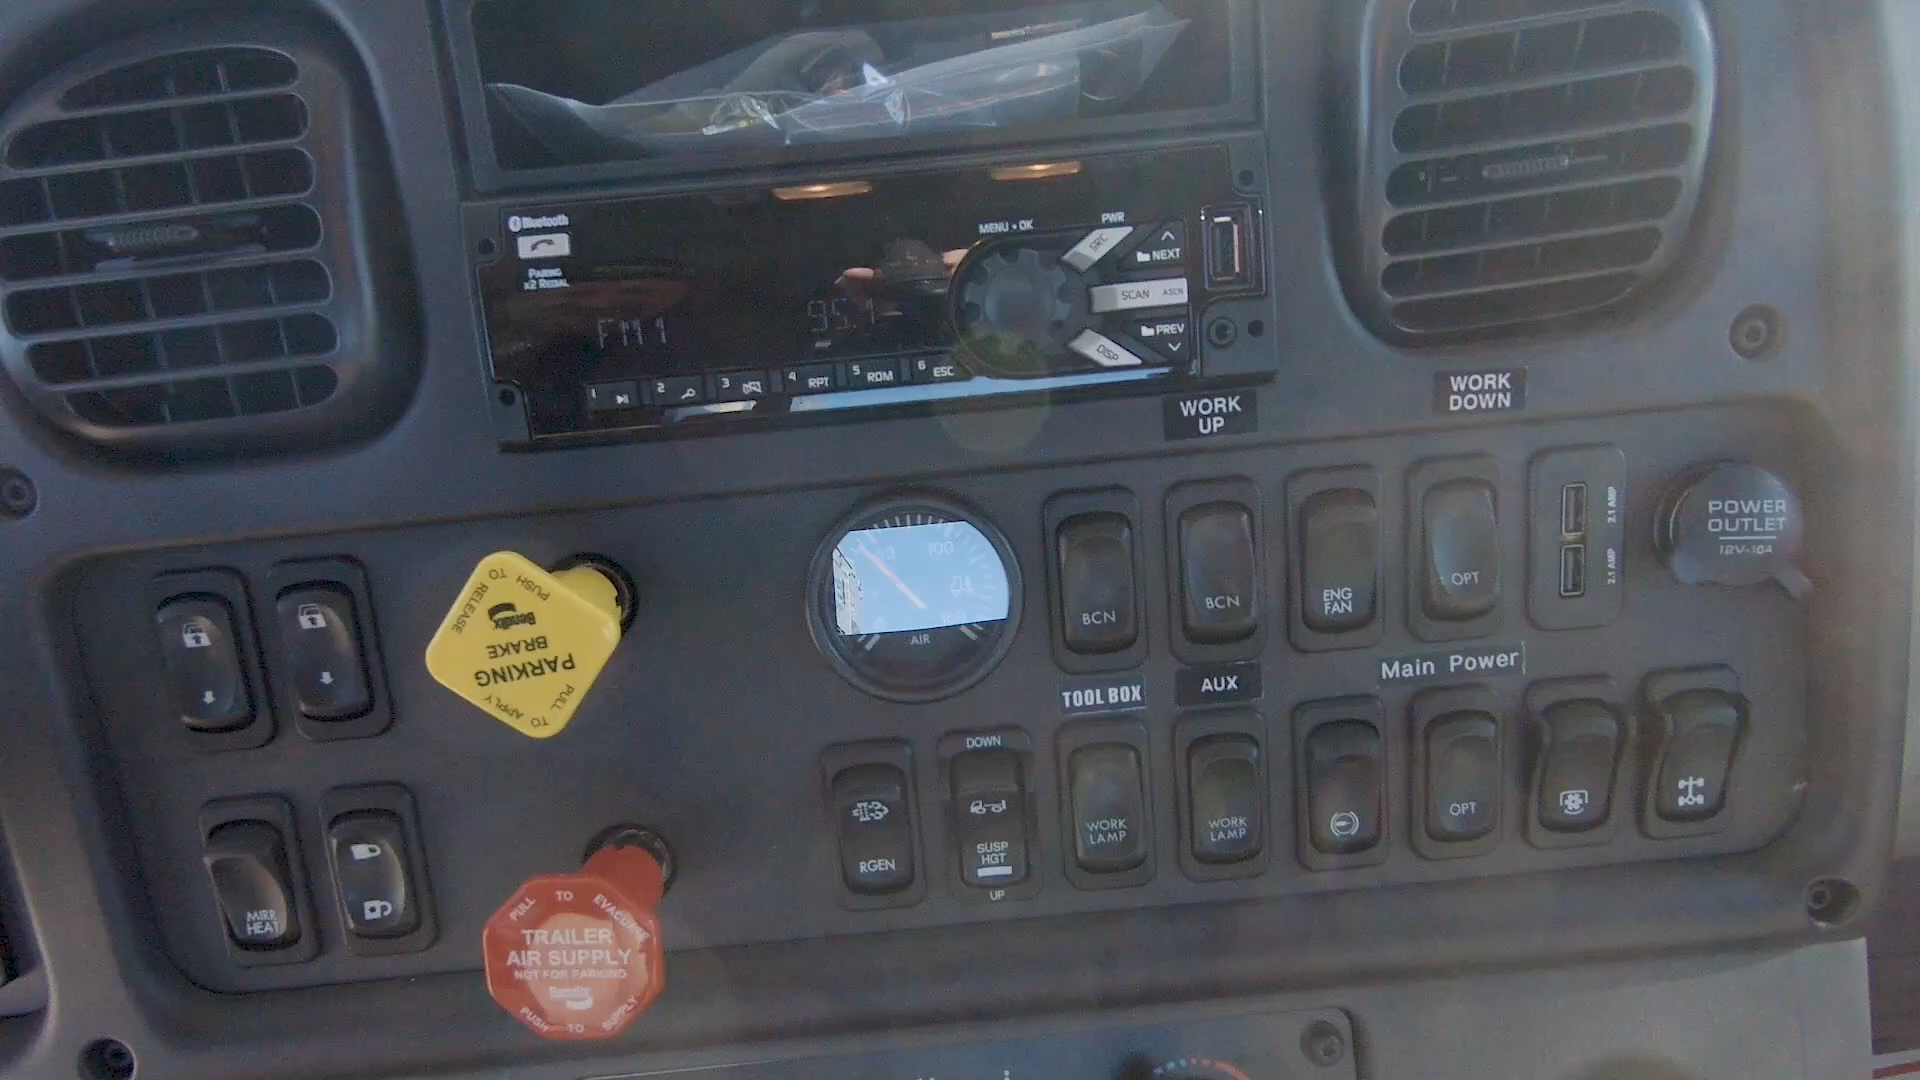 Bluetooth
PAIRING
x2 REDIAL
MENU • OK
PWR
SRC
NEXT
SCAN ASCN
PREV
DISP
FM1
1
2
3
4 RPT
5 RDM
6 ESC
WORK
UP
WORK
DOWN
POWER
OUTLET
12V-10A
2.1 AMP
2.1 AMP
BCN
BCN
ENG
FAN
OPT
100
AIR
PUSH
TO RELEASE
Bendix
PARKING
BRAKE
PULL TO APPLY
TOOL BOX
AUX
Main Power
RGEN
DOWN
SUSP
HGT
UP
WORK
LAMP
WORK
LAMP
OPT
MIRR
HEAT
PULL TO EVACUATE
TRAILER
AIR SUPPLY
NOT FOR PARKING
Bendix
PUSH TO SUPPLY